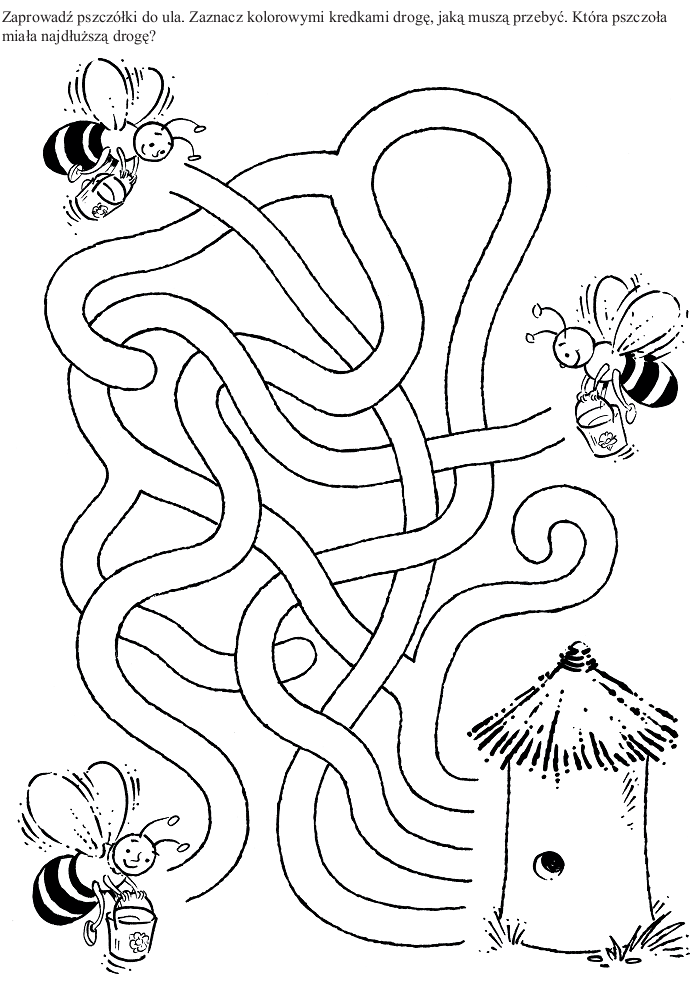 Zaprowadź pszczółki do ula. Zaznacz kolorowymi kredkami drogę, jaką muszą przebyć. Która pszczoła
miała najdłuższą drogę?